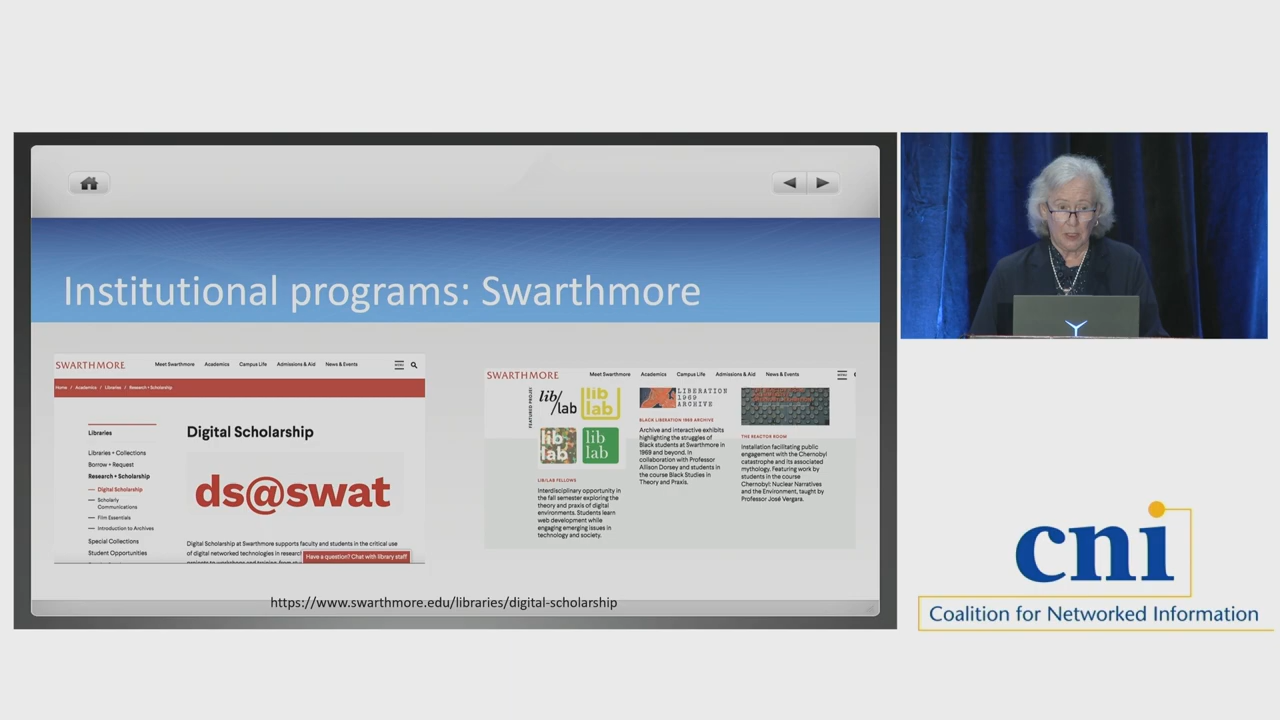 Institutional programs: Swarthmore
SWARTHMORE
Meet Swarthmore Academics Campus Life Admissions & Aid News & Events
MENU
Home / Academics / Libraries / Research + Scholarship
Libraries
Libraries + Collections
Borrow + Request
Research + Scholarship
— Digital Scholarship
— Scholarly
Communications
— Film Essentials
— Introduction to Archives
Special Collections
Student Opportunities
Digital Scholarship
ds@swat
Digital Scholarship at Swarthmore supports faculty and students in the critical use
of digital networked technologies in research
Have a question? Chat with library staff
SWARTHMORE
Meet Swarthmore Academics Campus Life Admissions & Aid News & Events
MENU
FEATURED PROJECTS
lib/lab
lib
lab
lib
lab
lib
lab
LIB/LAB FELLOWS
Interdisciplinary opportunity in
the fall semester exploring the
theory and praxis of digital
environments. Students learn
web development while
engaging emerging issues in
technology and society.
LIBERATION
1969
ARCHIVE
BLACK LIBERATION 1969 ARCHIVE
Archive and interactive exhibits
highlighting the struggles of
Black students at Swarthmore in
1969 and beyond. In
collaboration with Professor
Allison Dorsey and students in
the course Black Studies in
Theory and Praxis.
THE REACTOR ROOM
Installation facilitating public
engagement with the Chernobyl
catastrophe and its associated
mythology. Featuring work by
students in the course
Chernobyl: Nuclear Narratives
and the Environment, taught by
Professor José Vergara.
https://www.swarthmore.edu/libraries/digital-scholarship
cni
Coalition for Networked Information